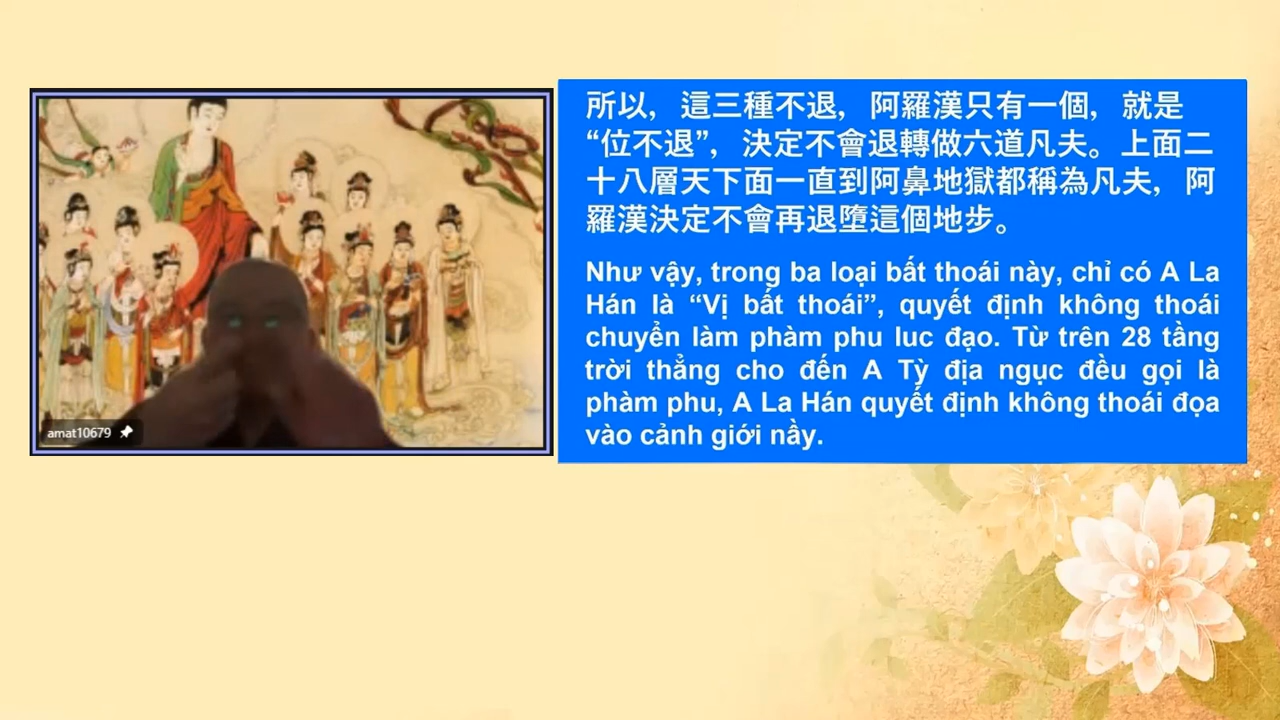 所以，這三種不退，阿羅漢只有一個，就是
“位不退”，決定不會退轉做六道凡夫。上面二
十八層天下面一直到阿鼻地獄都稱為凡夫，阿
羅漢決定不會再退墮這個地步。
Như vậy, trong ba loại bất thoái này, chỉ có A La
Hán là “Vị bất thoái”, quyết định không thoái
chuyển làm phàm phu luc đạo. Từ trên 28 tầng
trời thẳng cho đến A Tỳ địa ngục đều gọi là
phàm phu, A La Hán quyết định không thoái đọa
vào cảnh giới nầy.
amat10679